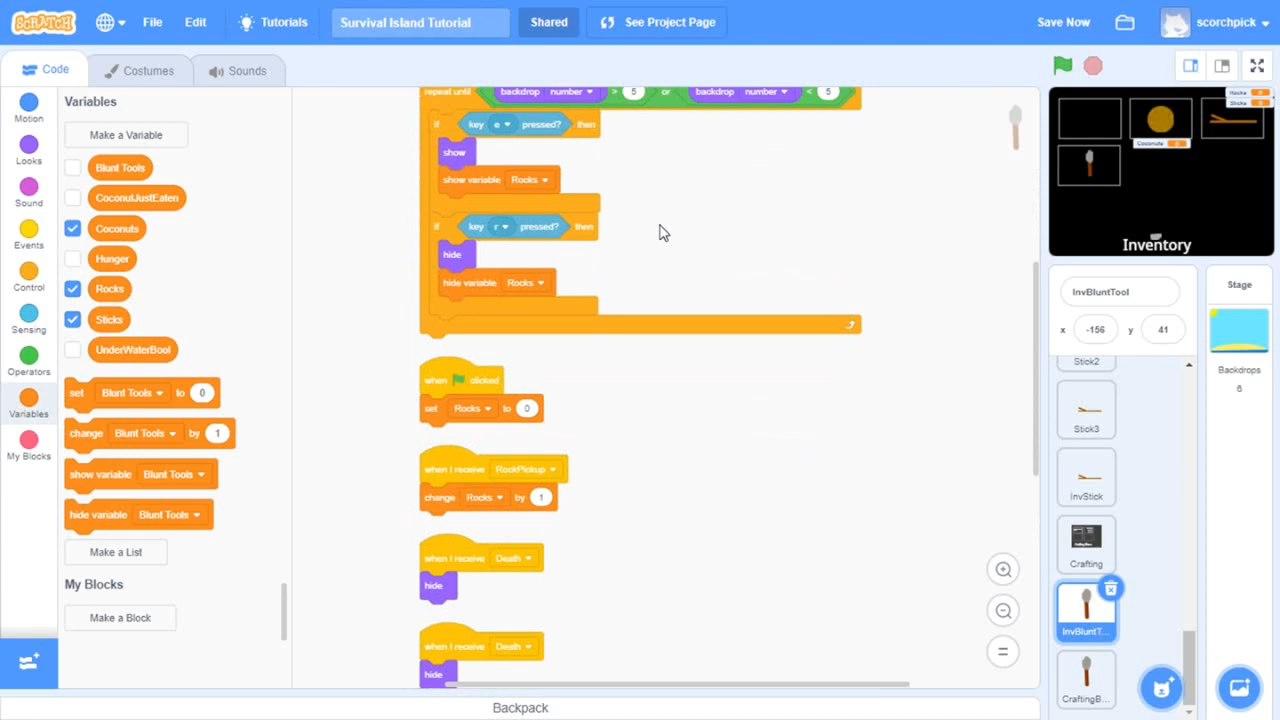 SCRATCH File Edit Tutorials Survival Island Tutorial Shared See Project Page Save Now scorchpick
Code Costumes Sounds
Motion
Looks
Sound
Events
Control
Sensing
Operators
Variables
My Blocks
Variables
Make a Variable
Blunt Tools
CoconutJustEaten
Coconuts
Hunger
Rocks
Sticks
UnderWaterBool
set Blunt Tools to 0
change Blunt Tools by 1
show variable Blunt Tools
hide variable Blunt Tools
Make a List
My Blocks
Make a Block
repeat until backdrop number > 5 or backdrop number < 5
if key e pressed? then
show
show variable Rocks
if key r pressed? then
hide
hide variable Rocks
when clicked
set Rocks to 0
when I receive RockPickup
change Rocks by 1
when I receive Death
hide
when I receive Death
hide
Rocks
Sticks
Coconuts
Inventory
InvBluntTool
x -156 y 41
Stage
Backdrops
6
Stick2
Stick3
InvStick
Crafting
InvBluntT...
CraftingB...
Backpack